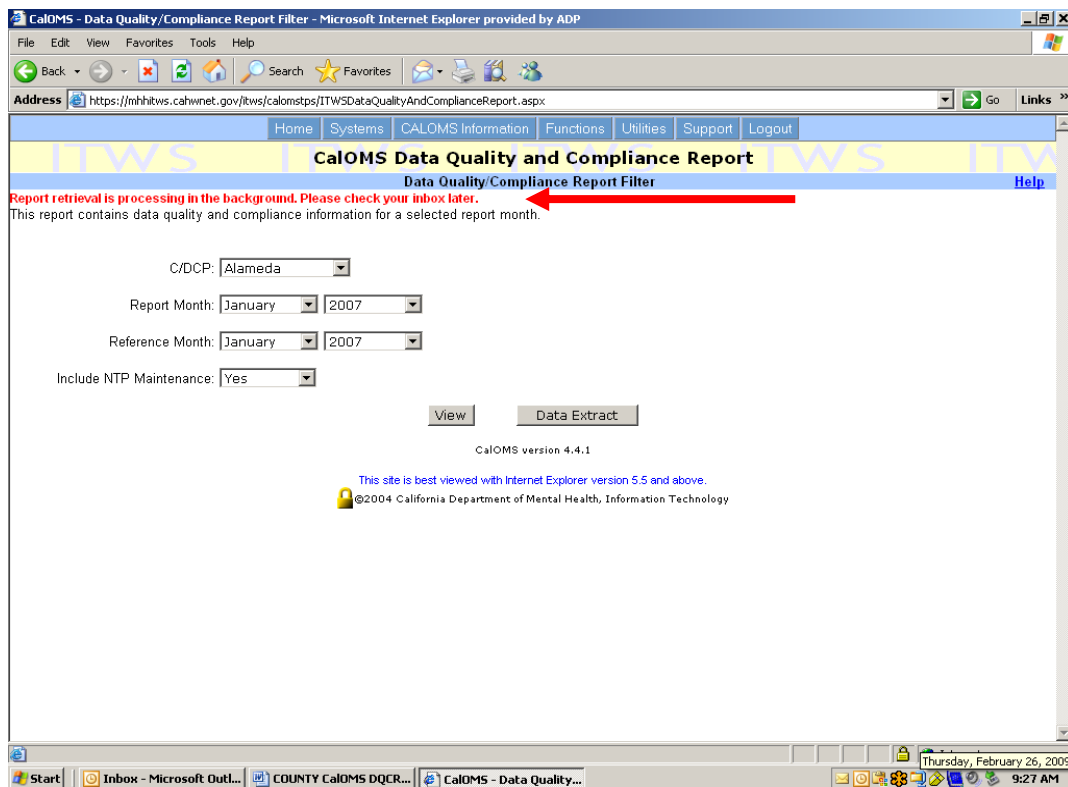 CalOMS - Data Quality/Compliance Report Filter - Microsoft Internet Explorer provided by ADP
File Edit View Favorites Tools Help
Back Search Favorites
Address https://mhhitws.cahwnet.gov/itws/calomstps/ITWSDataQualityAndComplianceReport.aspx Go Links »
Home Systems CALOMS Information Functions Utilities Support Logout
ITWS ITWS ITWS ITW
CalOMS Data Quality and Compliance Report
Data Quality/Compliance Report Filter Help
Report retrieval is processing in the background. Please check your inbox later.
This report contains data quality and compliance information for a selected report month.
C/DCP: Alameda
Report Month: January 2007
Reference Month: January 2007
Include NTP Maintenance: Yes
View Data Extract
CalOMS version 4.4.1
This site is best viewed with Internet Explorer version 5.5 and above.
©2004 California Department of Mental Health, Information Technology
Thursday, February 26, 2009
Start Inbox - Microsoft Outl... COUNTY CalOMS DQCR... CalOMS - Data Quality... 9:27 AM